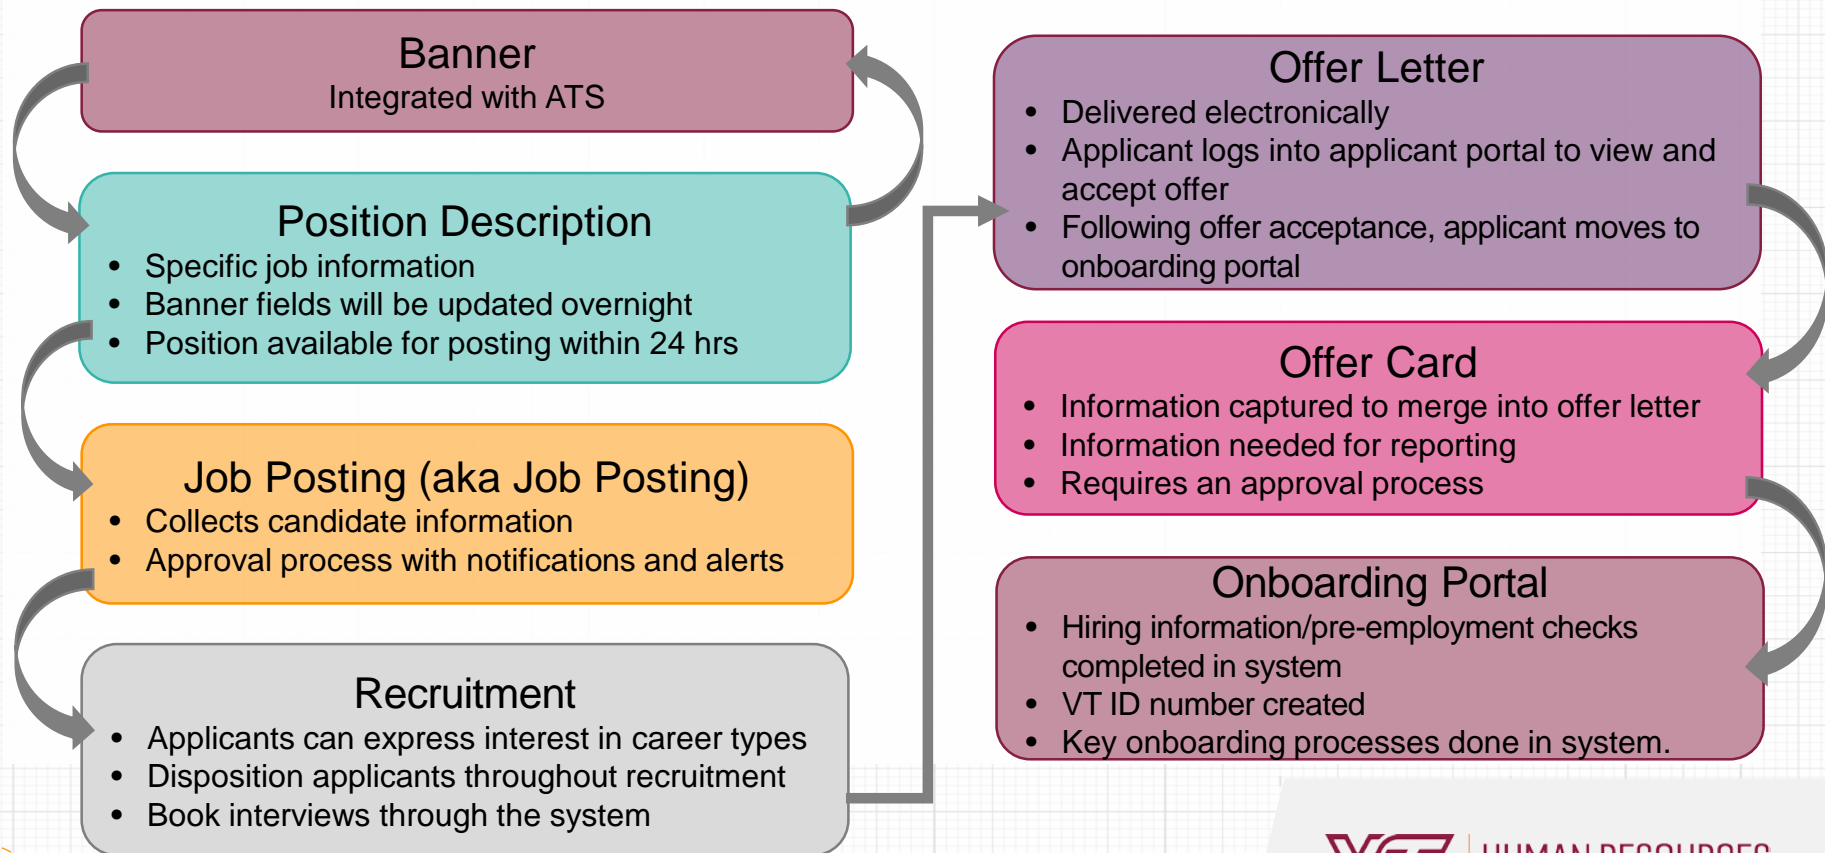 Banner
Integrated with ATS
Position Description
• Specific job information
• Banner fields will be updated overnight
• Position available for posting within 24 hrs
Job Posting (aka Job Posting)
• Collects candidate information
• Approval process with notifications and alerts
Recruitment
• Applicants can express interest in career types
• Disposition applicants throughout recruitment
• Book interviews through the system
Offer Letter
• Delivered electronically
• Applicant logs into applicant portal to view and
accept offer
• Following offer acceptance, applicant moves to
onboarding portal
Offer Card
• Information captured to merge into offer letter
• Information needed for reporting
• Requires an approval process
Onboarding Portal
• Hiring information/pre-employment checks
completed in system
• VT ID number created
• Key onboarding processes done in system.
VT HUMAN RESOURCES